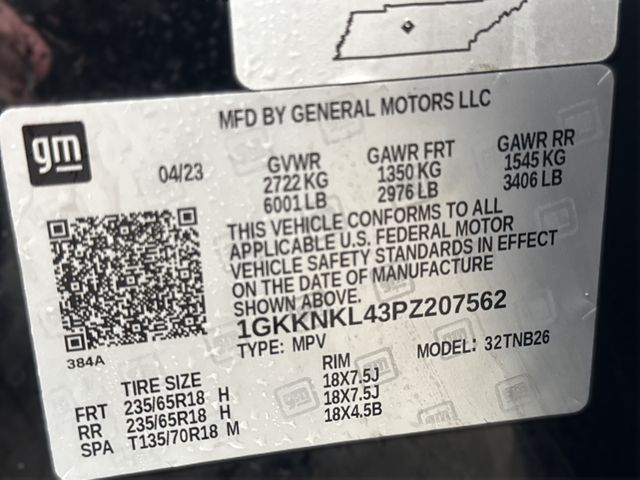 MFD BY GENERAL MOTORS LLC
gm
04/23
GVWR
2722 KG
6001 LB
GAWR FRT
1350 KG
2976 LB
GAWR RR
1545 KG
3406 LB
THIS VEHICLE CONFORMS TO ALL
APPLICABLE U.S. FEDERAL MOTOR
VEHICLE SAFETY STANDARDS IN EFFECT
ON THE DATE OF MANUFACTURE
SHOWN ABOVE.
1GKKNKL43PZ207562
384A
TYPE: MPV MODEL: 32TNB26
TIRE SIZE RIM
FRT 235/65R18 H 18X7.5J
RR 235/65R18 H 18X7.5J
SPA T135/70R18 M 18X4.5B